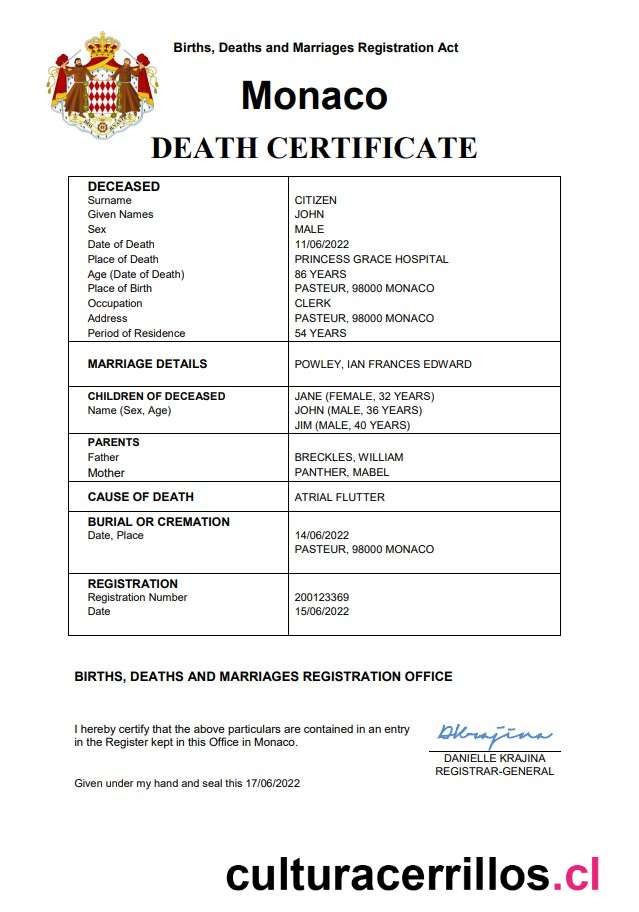 Births, Deaths and Marriages Registration Act
Monaco
DEATH CERTIFICATE
DECEASED
Surname CITIZEN
Given Names JOHN
Sex MALE
Date of Death 11/06/2022
Place of Death PRINCESS GRACE HOSPITAL
Age (Date of Death) 86 YEARS
Place of Birth PASTEUR, 98000 MONACO
Occupation CLERK
Address PASTEUR, 98000 MONACO
Period of Residence 54 YEARS
MARRIAGE DETAILS POWLEY, IAN FRANCES EDWARD
CHILDREN OF DECEASED JANE (FEMALE, 32 YEARS)
Name (Sex, Age) JOHN (MALE, 36 YEARS)
JIM (MALE, 40 YEARS)
PARENTS
Father BRECKLES, WILLIAM
Mother PANTHER, MABEL
CAUSE OF DEATH ATRIAL FLUTTER
BURIAL OR CREMATION
Date, Place 14/06/2022
PASTEUR, 98000 MONACO
REGISTRATION
Registration Number 200123369
Date 15/06/2022
BIRTHS, DEATHS AND MARRIAGES REGISTRATION OFFICE
I hereby certify that the above particulars are contained in an entry
in the Register kept in this Office in Monaco.
DKrajina
DANIELLE KRAJINA
REGISTRAR-GENERAL
Given under my hand and seal this 17/06/2022
culturacerrillos.cl